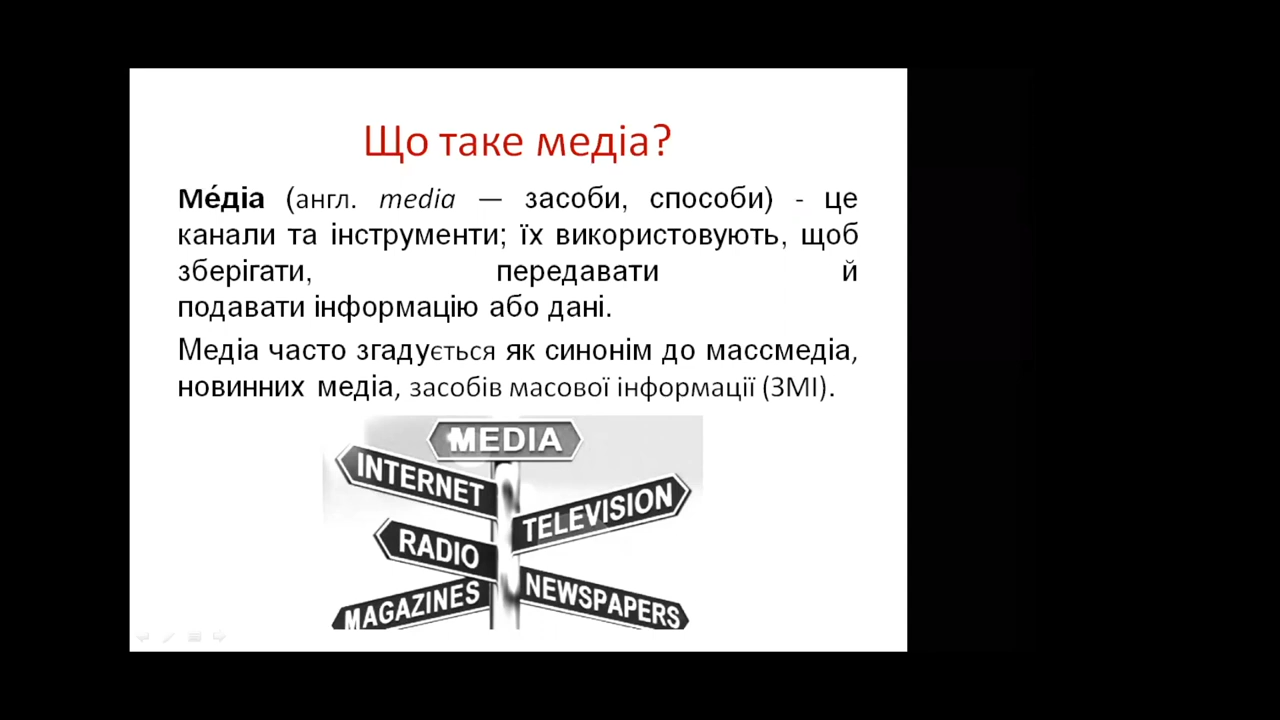 Що таке медіа?
Ме́діа (англ. media — засоби, способи) - це
канали та інструменти; їх використовують, щоб
зберігати, передавати й
подавати інформацію або дані.
Медіа часто згадується як синонім до массмедіа,
новинних медіа, засобів масової інформації (ЗМІ).
MEDIA
INTERNET
TELEVISION
RADIO
MAGAZINES
NEWSPAPERS